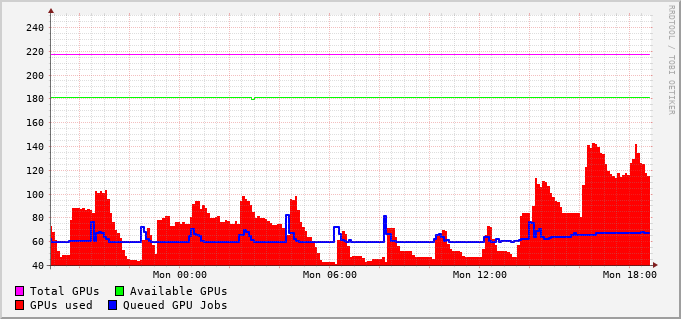 RRDTOOL / TOBI OETIKER
240
220
200
180
160
140
120
100
80
60
40
Mon 00:00 Mon 06:00 Mon 12:00 Mon 18:00
Total GPUs Available GPUs
GPUs used Queued GPU Jobs